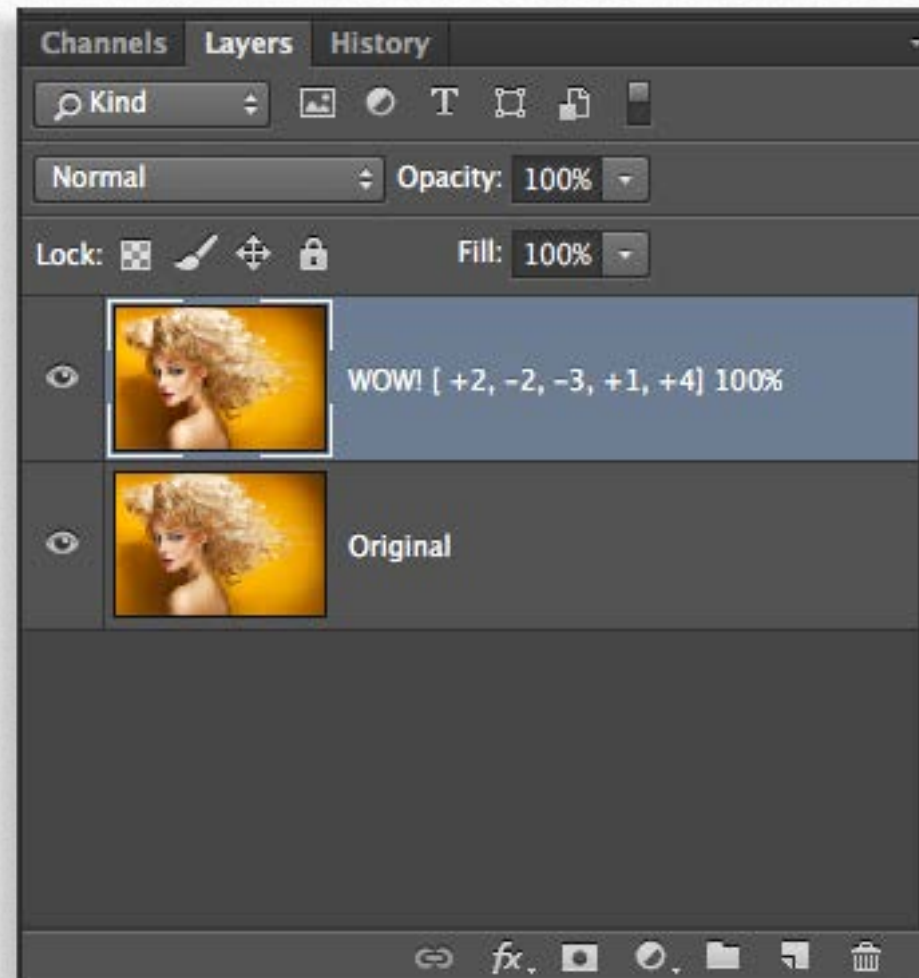 Channels Layers History
Kind T
Normal Opacity: 100%
Lock: Fill: 100%
WOW! [ +2, -2, -3, +1, +4] 100%
Original
fx.